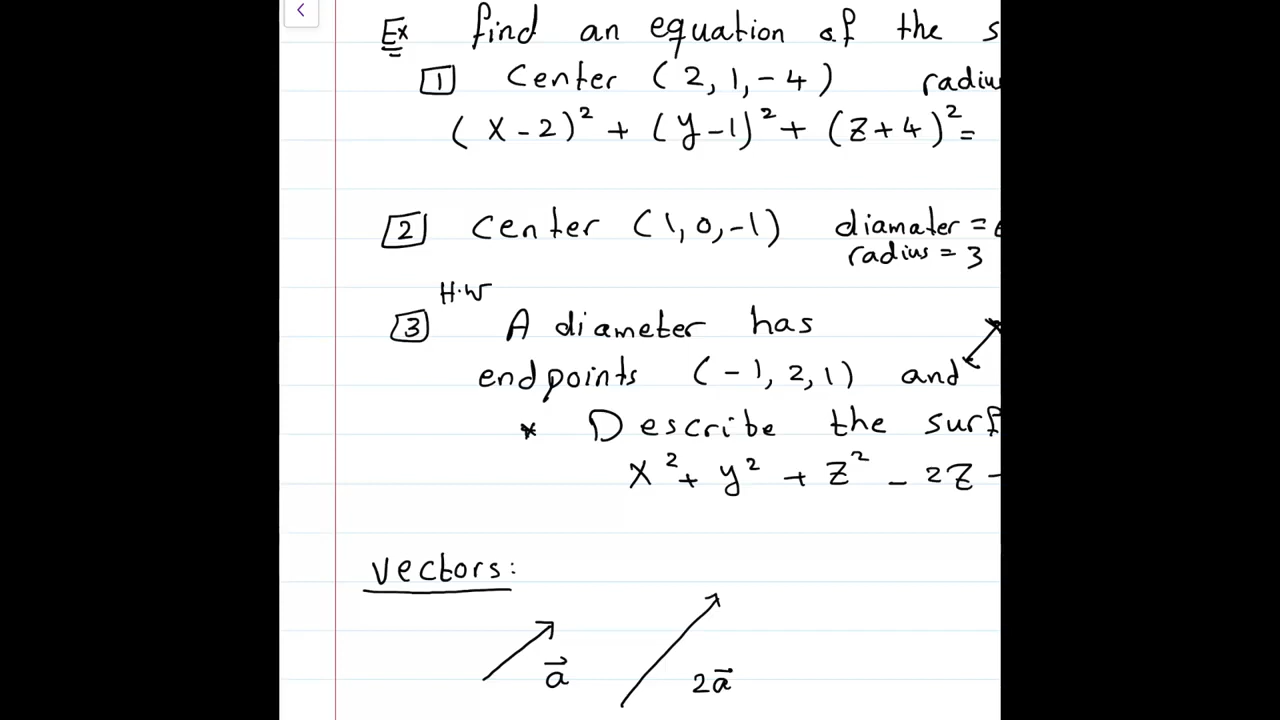 Ex find an equation of the s
1 Center (2, 1, -4) radiu
(x-2)² + (y-1)² + (z+4)² =
2 Center (1, 0, -1) diamater =
radius = 3
H.W
3 A diameter has
endpoints (-1, 2, 1) and
* Describe the surf
x² + y² + z² - 2z -
vectors:
a⃗ 2a⃗